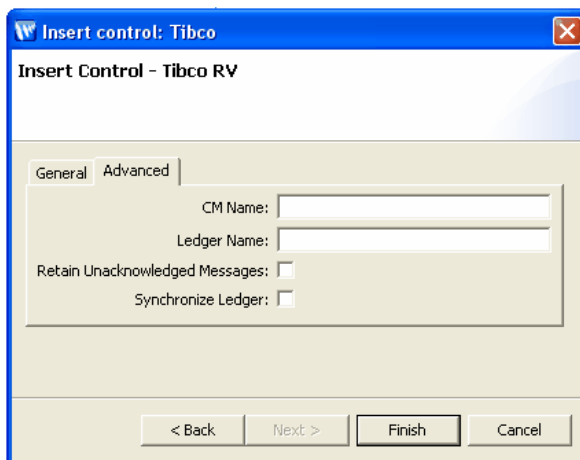 Insert control: Tibco
Insert Control - Tibco RV
General Advanced
CM Name:
Ledger Name:
Retain Unacknowledged Messages:
Synchronize Ledger:
< Back Next > Finish Cancel